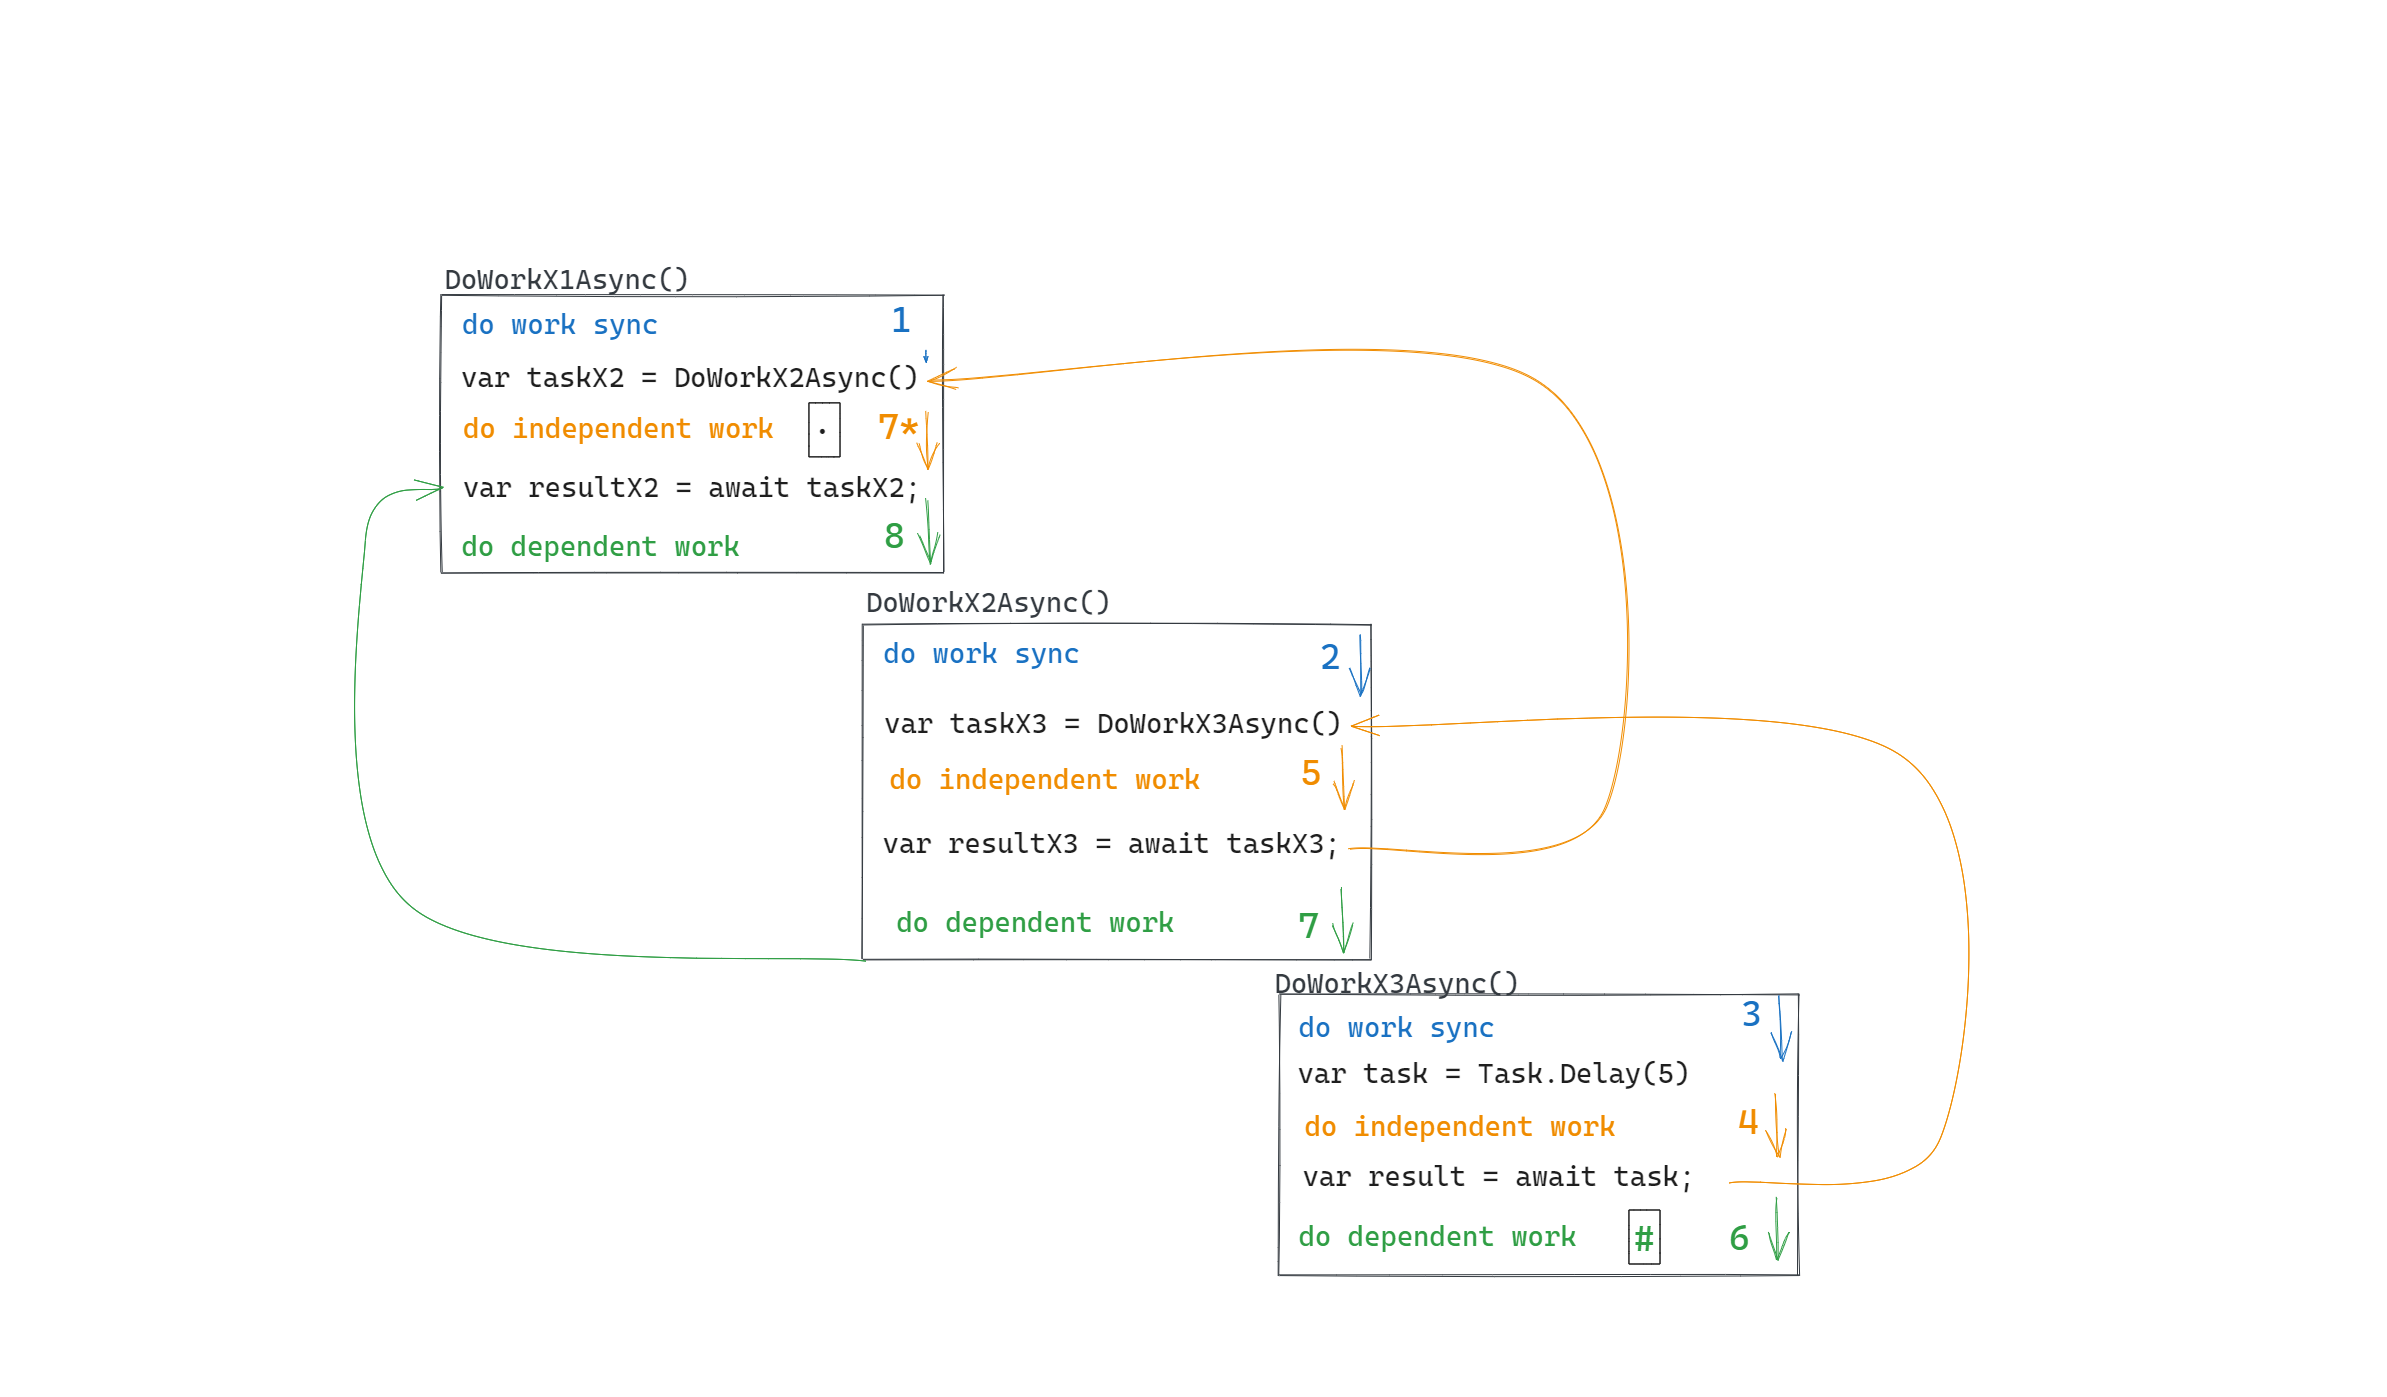 DoWorkX1Async()
do work sync 1
var taskX2 = DoWorkX2Async()
do independent work . 7*
var resultX2 = await taskX2;
do dependent work 8
DoWorkX2Async()
do work sync 2
var taskX3 = DoWorkX3Async()
do independent work 5
var resultX3 = await taskX3;
do dependent work 7
DoWorkX3Async()
do work sync 3
var task = Task.Delay(5)
do independent work 4
var result = await task;
do dependent work # 6